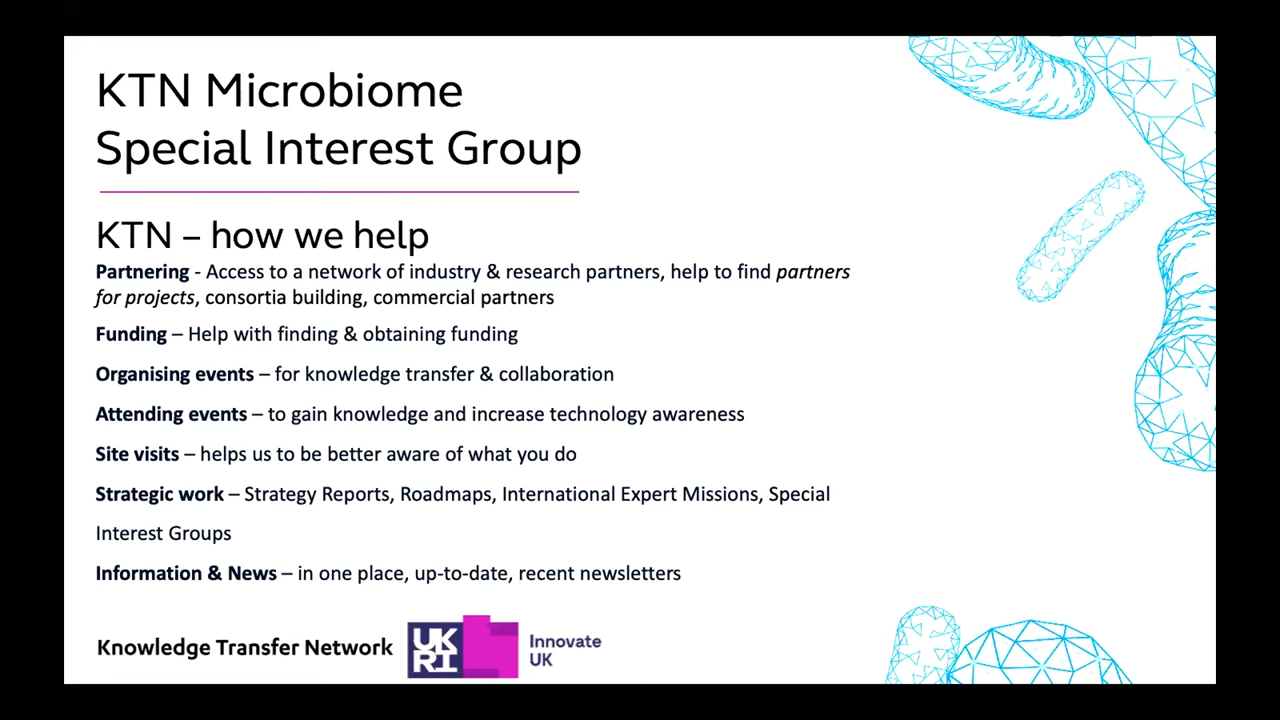 KTN Microbiome
Special Interest Group
KTN – how we help
Partnering - Access to a network of industry & research partners, help to find partners
for projects, consortia building, commercial partners
Funding – Help with finding & obtaining funding
Organising events – for knowledge transfer & collaboration
Attending events – to gain knowledge and increase technology awareness
Site visits – helps us to be better aware of what you do
Strategic work – Strategy Reports, Roadmaps, International Expert Missions, Special
Interest Groups
Information & News – in one place, up-to-date, recent newsletters
Knowledge Transfer Network
UK
RI
Innovate
UK